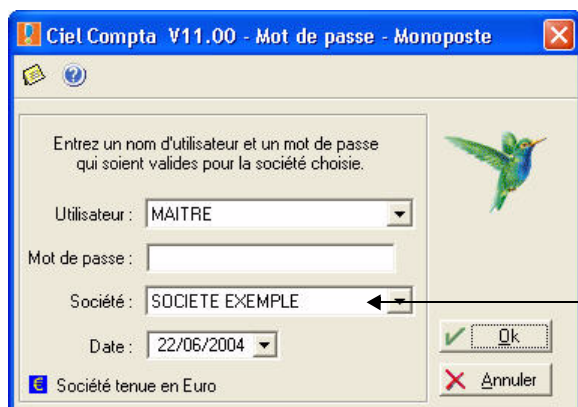 Ciel Compta V11.00 - Mot de passe - Monoposte
Entrez un nom d'utilisateur et un mot de passe
qui soient valides pour la société choisie.
Utilisateur : MAITRE
Mot de passe :
Société : SOCIETE EXEMPLE
Date : 22/06/2004
Ok
€ Société tenue en Euro
Annuler